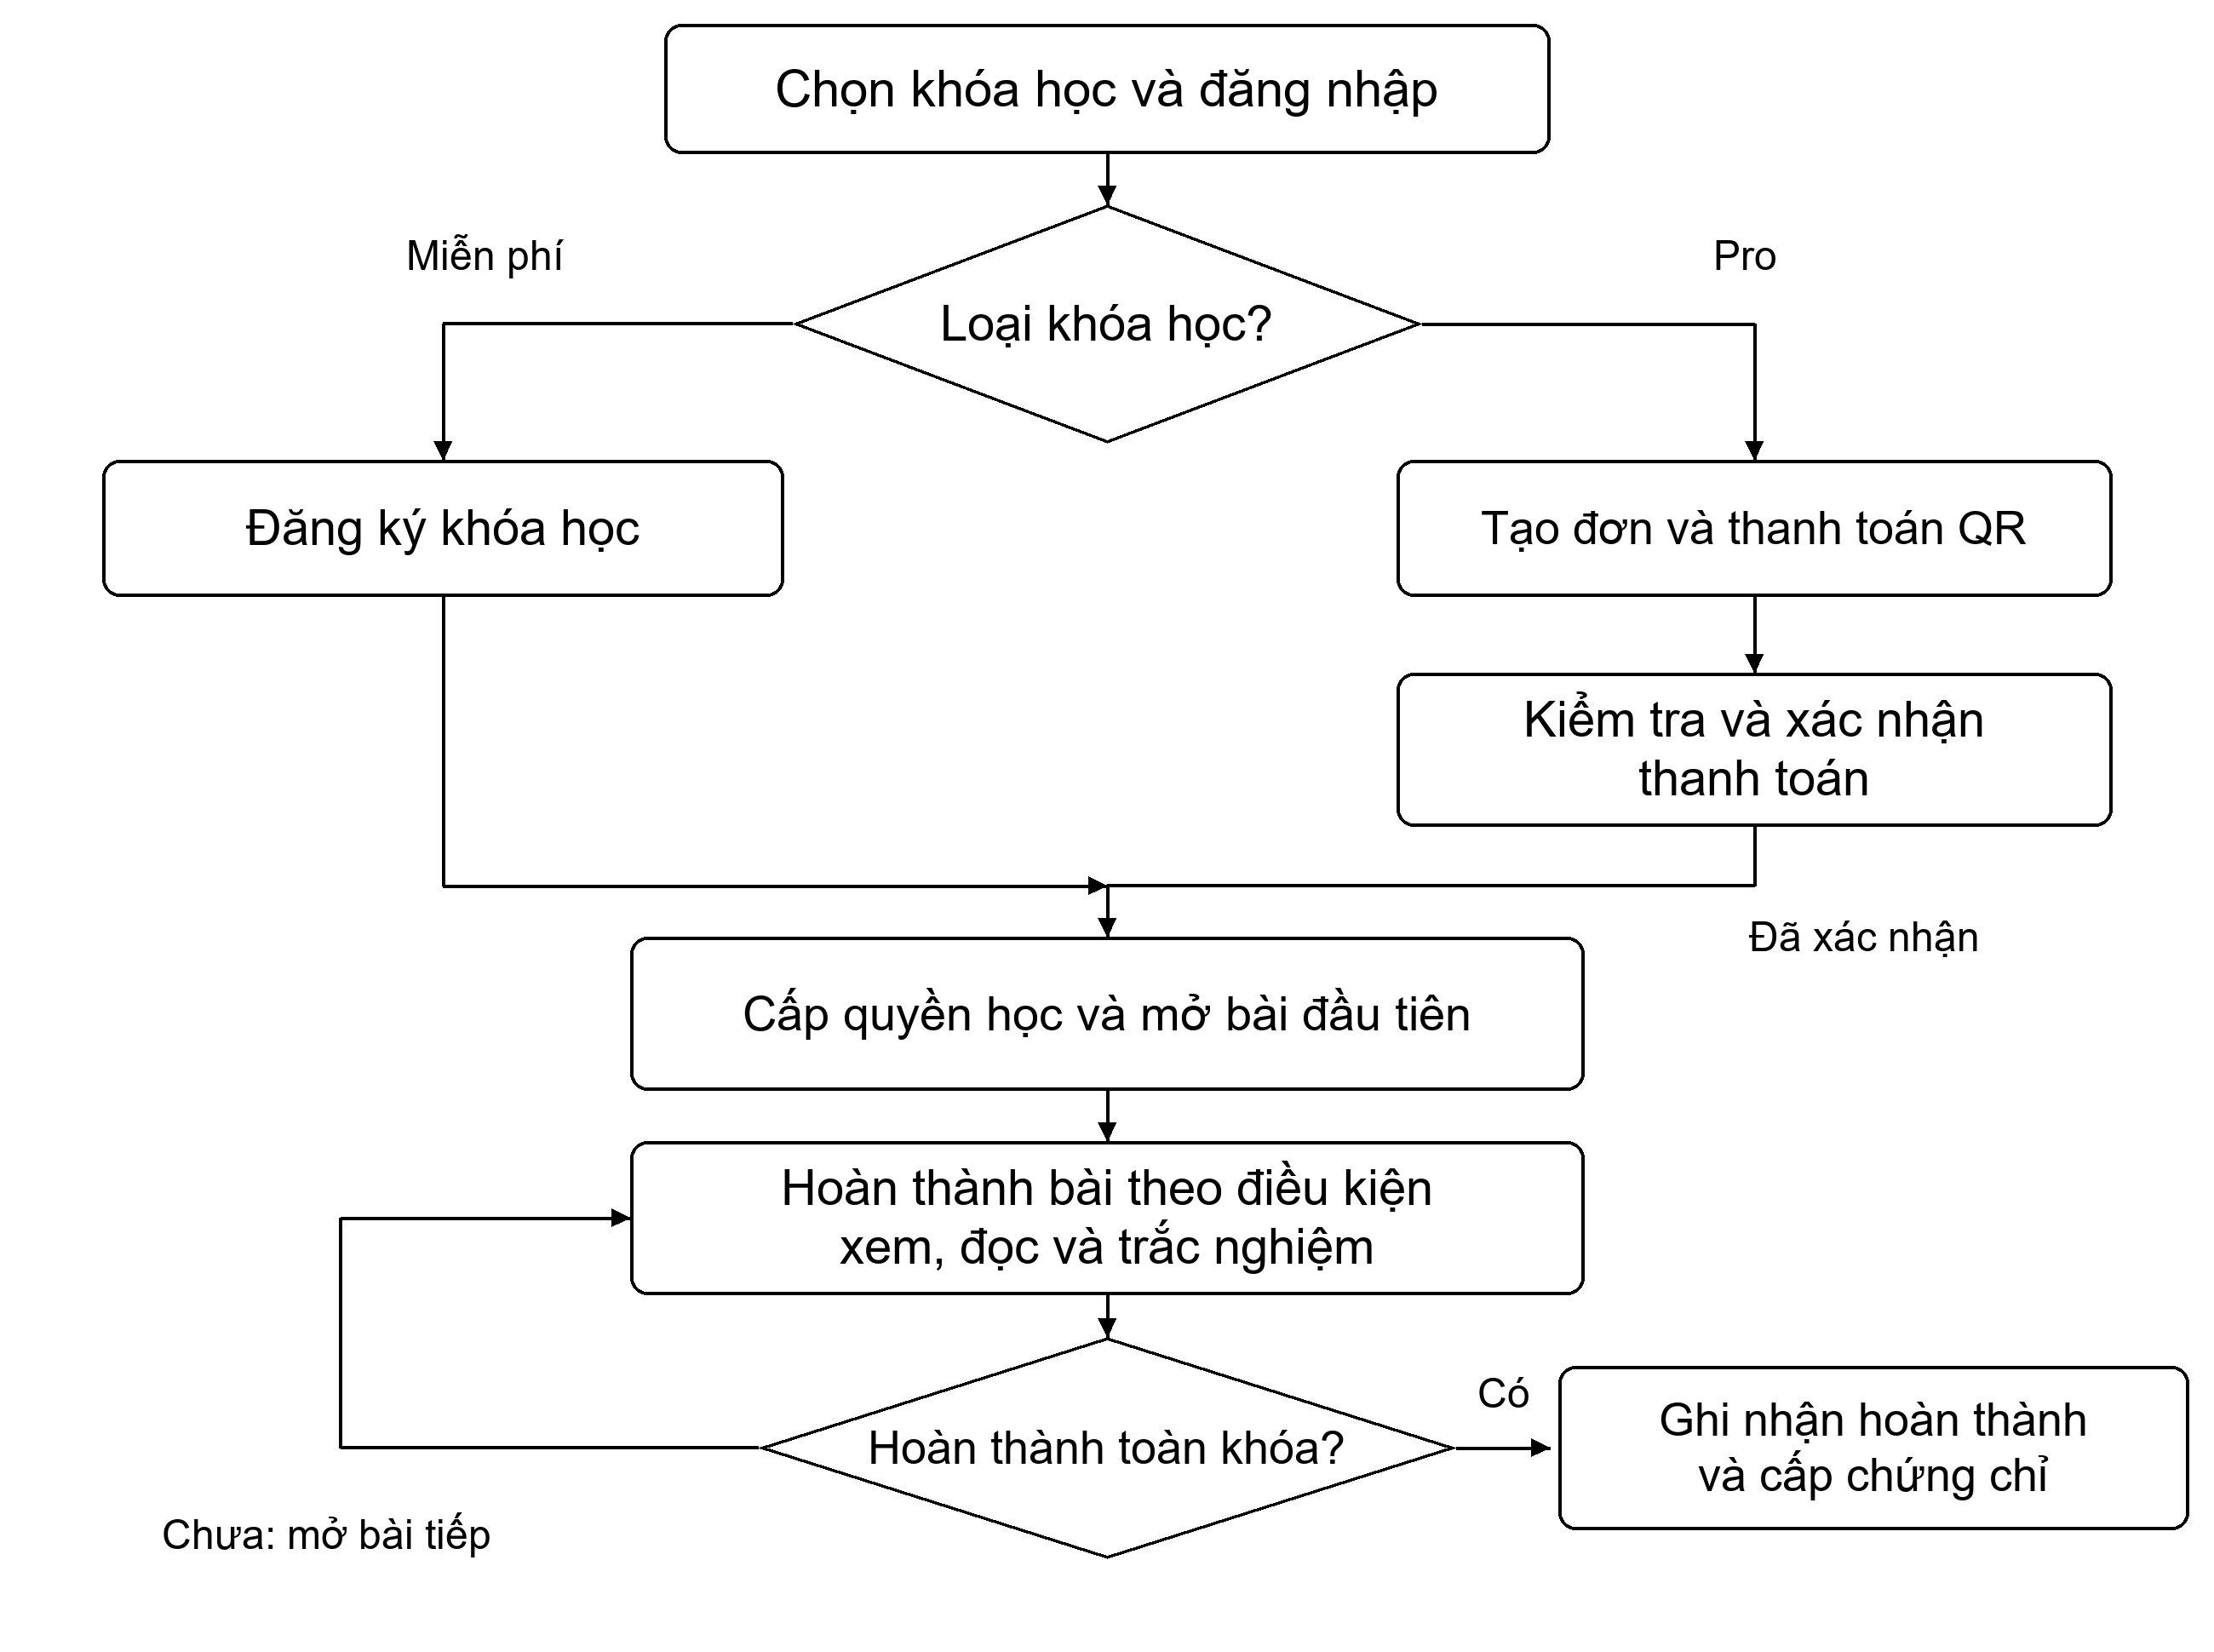 Chọn khóa học và đăng nhập
Miễn phí
Pro
Loại khóa học?
Đăng ký khóa học
Tạo đơn và thanh toán QR
Kiểm tra và xác nhận
thanh toán
Đã xác nhận
Cấp quyền học và mở bài đầu tiên
Hoàn thành bài theo điều kiện
xem, đọc và trắc nghiệm
Hoàn thành toàn khóa?
Có
Ghi nhận hoàn thành
và cấp chứng chỉ
Chưa: mở bài tiếp